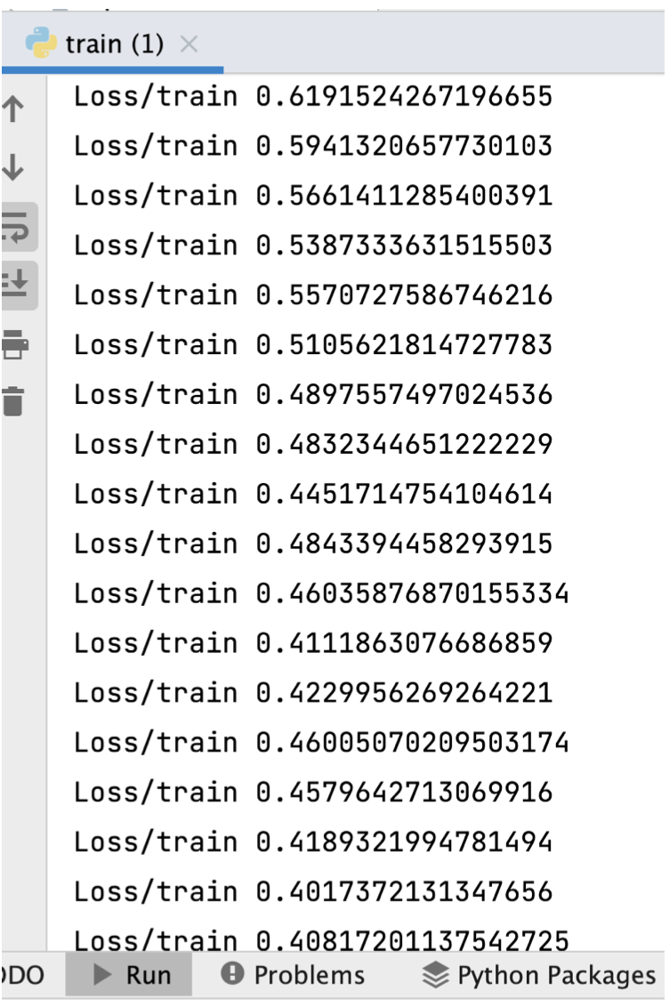 train (1)
Loss/train 0.6191524267196655
Loss/train 0.5941320657730103
Loss/train 0.5661411285400391
Loss/train 0.5387333631515503
Loss/train 0.5570727586746216
Loss/train 0.5105621814727783
Loss/train 0.4897557497024536
Loss/train 0.4832344651222229
Loss/train 0.4451714754104614
Loss/train 0.4843394458293915
Loss/train 0.46035876870155334
Loss/train 0.4111863076686859
Loss/train 0.4229956269264221
Loss/train 0.46005070209503174
Loss/train 0.4579642713069916
Loss/train 0.4189321994781494
Loss/train 0.4017372131347656
Loss/train 0.40817201137542725
DO Run Problems Python Packages